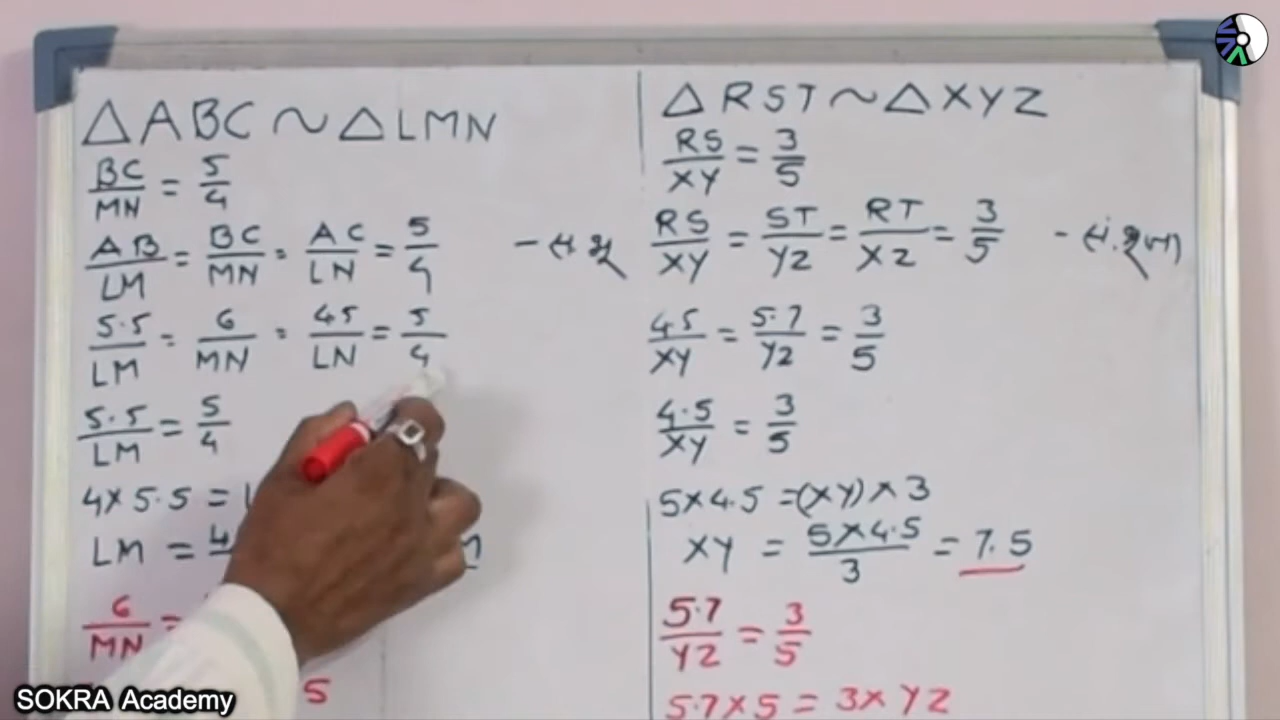 △ABC ~ △LMN
BC/MN = 5/4
AB/LM = BC/MN = AC/LN = 5/4
5.5/LM = 6/MN = 45/LN = 5/4
5.5/LM = 5/4
4×5.5 =
LM =
6/MN =
5
△RST ~ △XYZ
RS/XY = 3/5
RS/XY = ST/YZ = RT/XZ = 3/5
4.5/XY = 5.7/YZ = 3/5
4.5/XY = 3/5
5×4.5 = (XY)×3
XY = 5×4.5/3 = 7.5
5.7/YZ = 3/5
5.7×5 = 3×YZ
SOKRA Academy